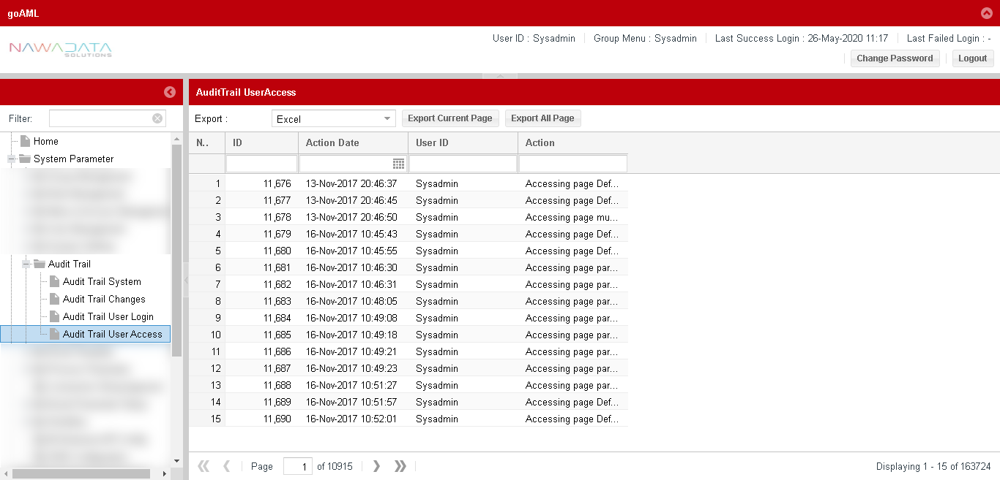 goAML
NAWADATA
SOLUTIONS
User ID : Sysadmin Group Menu : Sysadmin Last Success Login : 26-May-2020 11:17 Last Failed Login : -
Change Password Logout
AuditTrail UserAccess
Filter:
Export : Excel Export Current Page Export All Page
Home
System Parameter
Audit Trail
Audit Trail System
Audit Trail Changes
Audit Trail User Login
Audit Trail User Access
N.. ID Action Date User ID Action
1 11,676 13-Nov-2017 20:46:37 Sysadmin Accessing page Def...
2 11,677 13-Nov-2017 20:46:45 Sysadmin Accessing page Def...
3 11,678 13-Nov-2017 20:46:50 Sysadmin Accessing page mu...
4 11,679 16-Nov-2017 10:45:43 Sysadmin Accessing page Def...
5 11,680 16-Nov-2017 10:45:55 Sysadmin Accessing page Def...
6 11,681 16-Nov-2017 10:46:30 Sysadmin Accessing page par...
7 11,682 16-Nov-2017 10:46:31 Sysadmin Accessing page par...
8 11,683 16-Nov-2017 10:48:05 Sysadmin Accessing page par...
9 11,684 16-Nov-2017 10:49:08 Sysadmin Accessing page par...
10 11,685 16-Nov-2017 10:49:18 Sysadmin Accessing page par...
11 11,686 16-Nov-2017 10:49:21 Sysadmin Accessing page par...
12 11,687 16-Nov-2017 10:49:23 Sysadmin Accessing page par...
13 11,688 16-Nov-2017 10:51:27 Sysadmin Accessing page par...
14 11,689 16-Nov-2017 10:51:57 Sysadmin Accessing page Def...
15 11,690 16-Nov-2017 10:52:01 Sysadmin Accessing page Def...
Page 1 of 10915
Displaying 1 - 15 of 163724